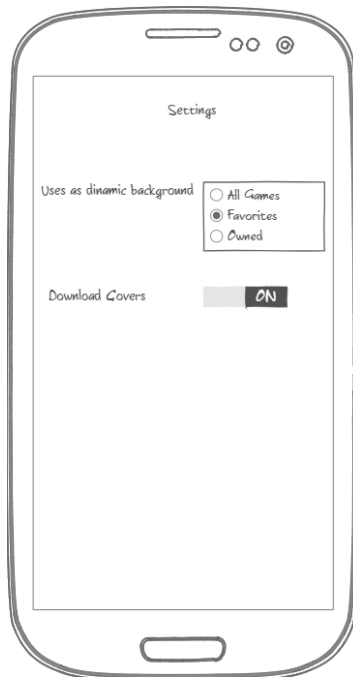 Settings
Uses as dinamic background
All Games
Favorites
Owned
Download Covers
ON